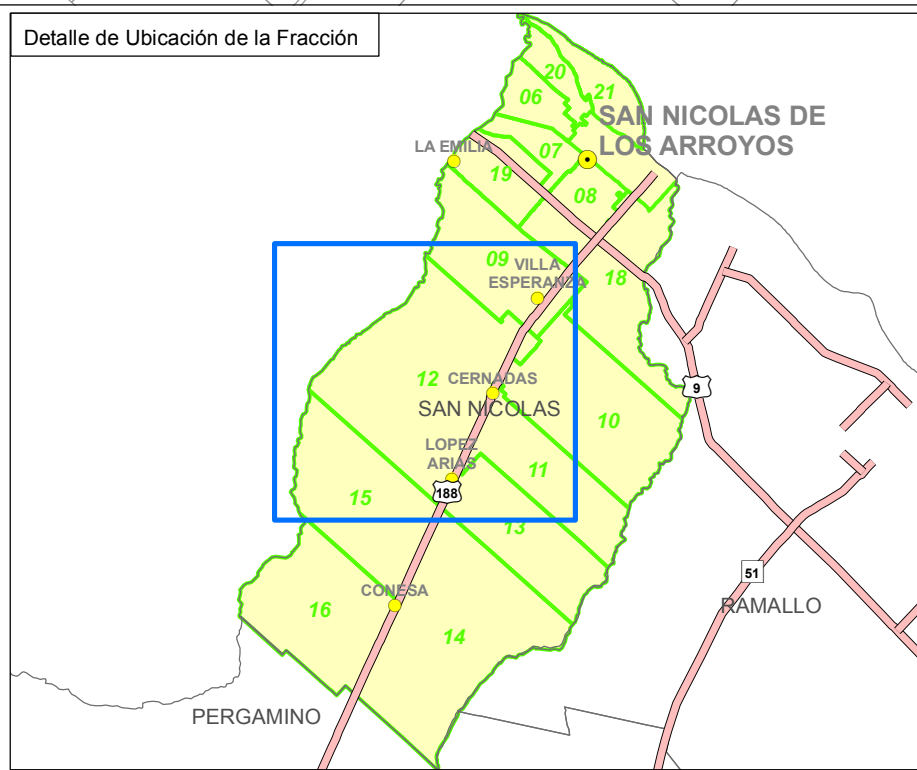 Detalle de Ubicación de la Fracción
20
06
21
SAN NICOLAS DE
LOS ARROYOS
LA EMILIA
07
19
08
09
VILLA
ESPERANZA
18
12
CERNADAS
SAN NICOLAS
9
10
LOPEZ
ARIAS
11
188
15
13
51
CONESA
16
RAMALLO
14
PERGAMINO